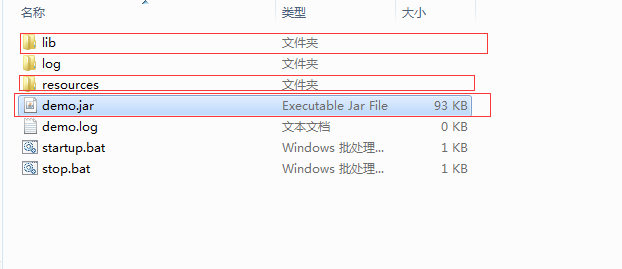 名称 类型 大小
lib 文件夹
log 文件夹
resources 文件夹
demo.jar Executable Jar File 93 KB
demo.log 文本文档 0 KB
startup.bat Windows 批处理... 1 KB
stop.bat Windows 批处理... 1 KB